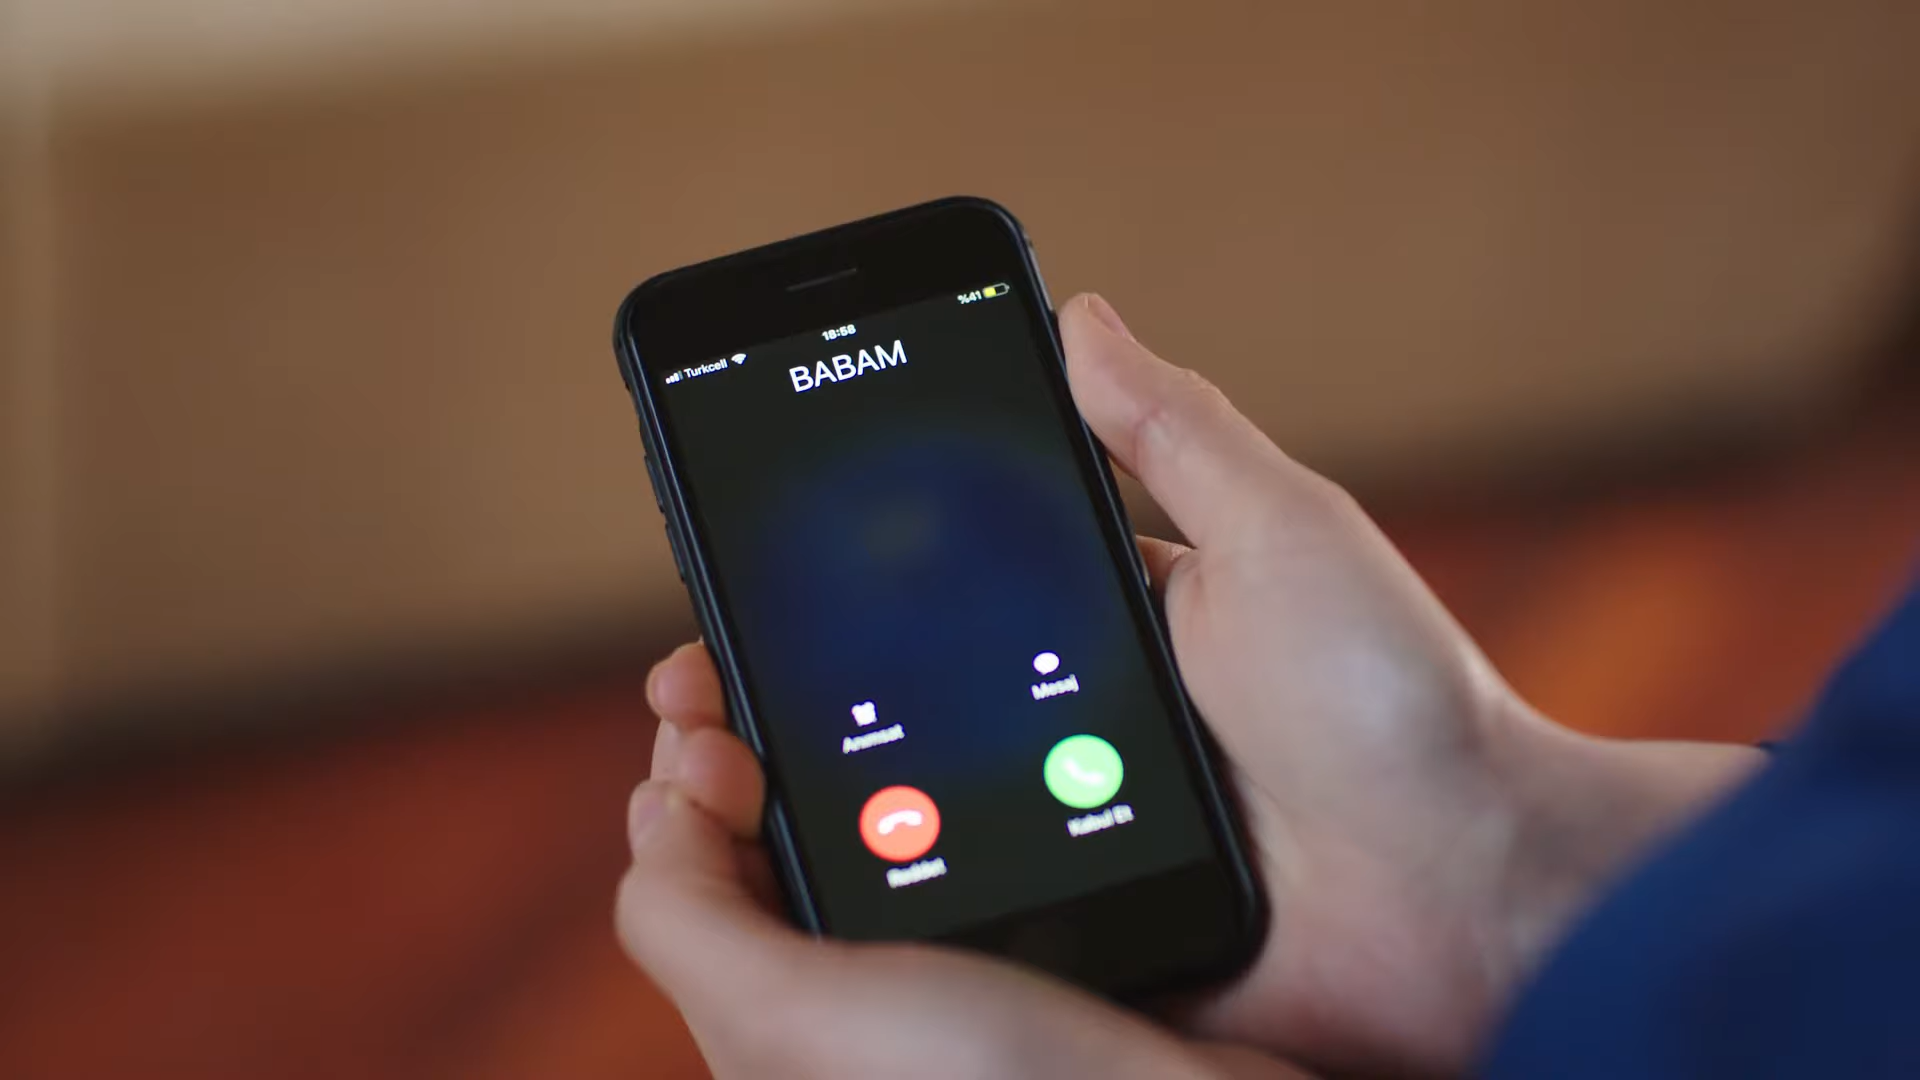 %41
18:58
Turkcell
BABAM
Mesaj
Anımsat
Kabul Et
Reddet